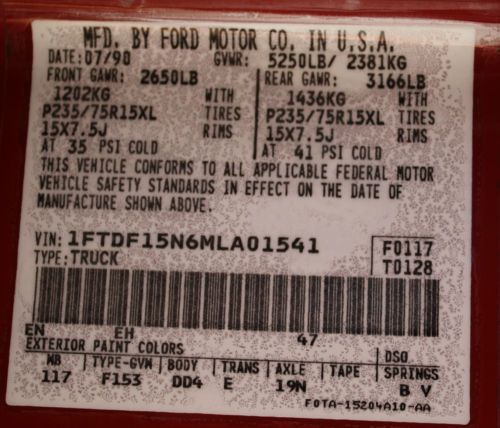 MFD. BY FORD MOTOR CO. IN U.S.A.
DATE: 07/90 GVWR: 5250LB/ 2381KG
FRONT GAWR: 2650LB REAR GAWR: 3166LB
1202KG WITH 1436KG WITH
P235/75R15XL TIRES P235/75R15XL TIRES
15X7.5J RIMS 15X7.5J RIMS
AT 35 PSI COLD AT 41 PSI COLD
THIS VEHICLE CONFORMS TO ALL APPLICABLE FEDERAL MOTOR
VEHICLE SAFETY STANDARDS IN EFFECT ON THE DATE OF
MANUFACTURE SHOWN ABOVE.
VIN: 1FTDF15N6MLA01541 F0117
TYPE: TRUCK T0128
EN EH 47
EXTERIOR PAINT COLORS DSO
WB TYPE-GVW BODY TRANS AXLE TAPE SPRINGS
117 F153 DD4 E 19N B V
F0TA-15204A10-AA